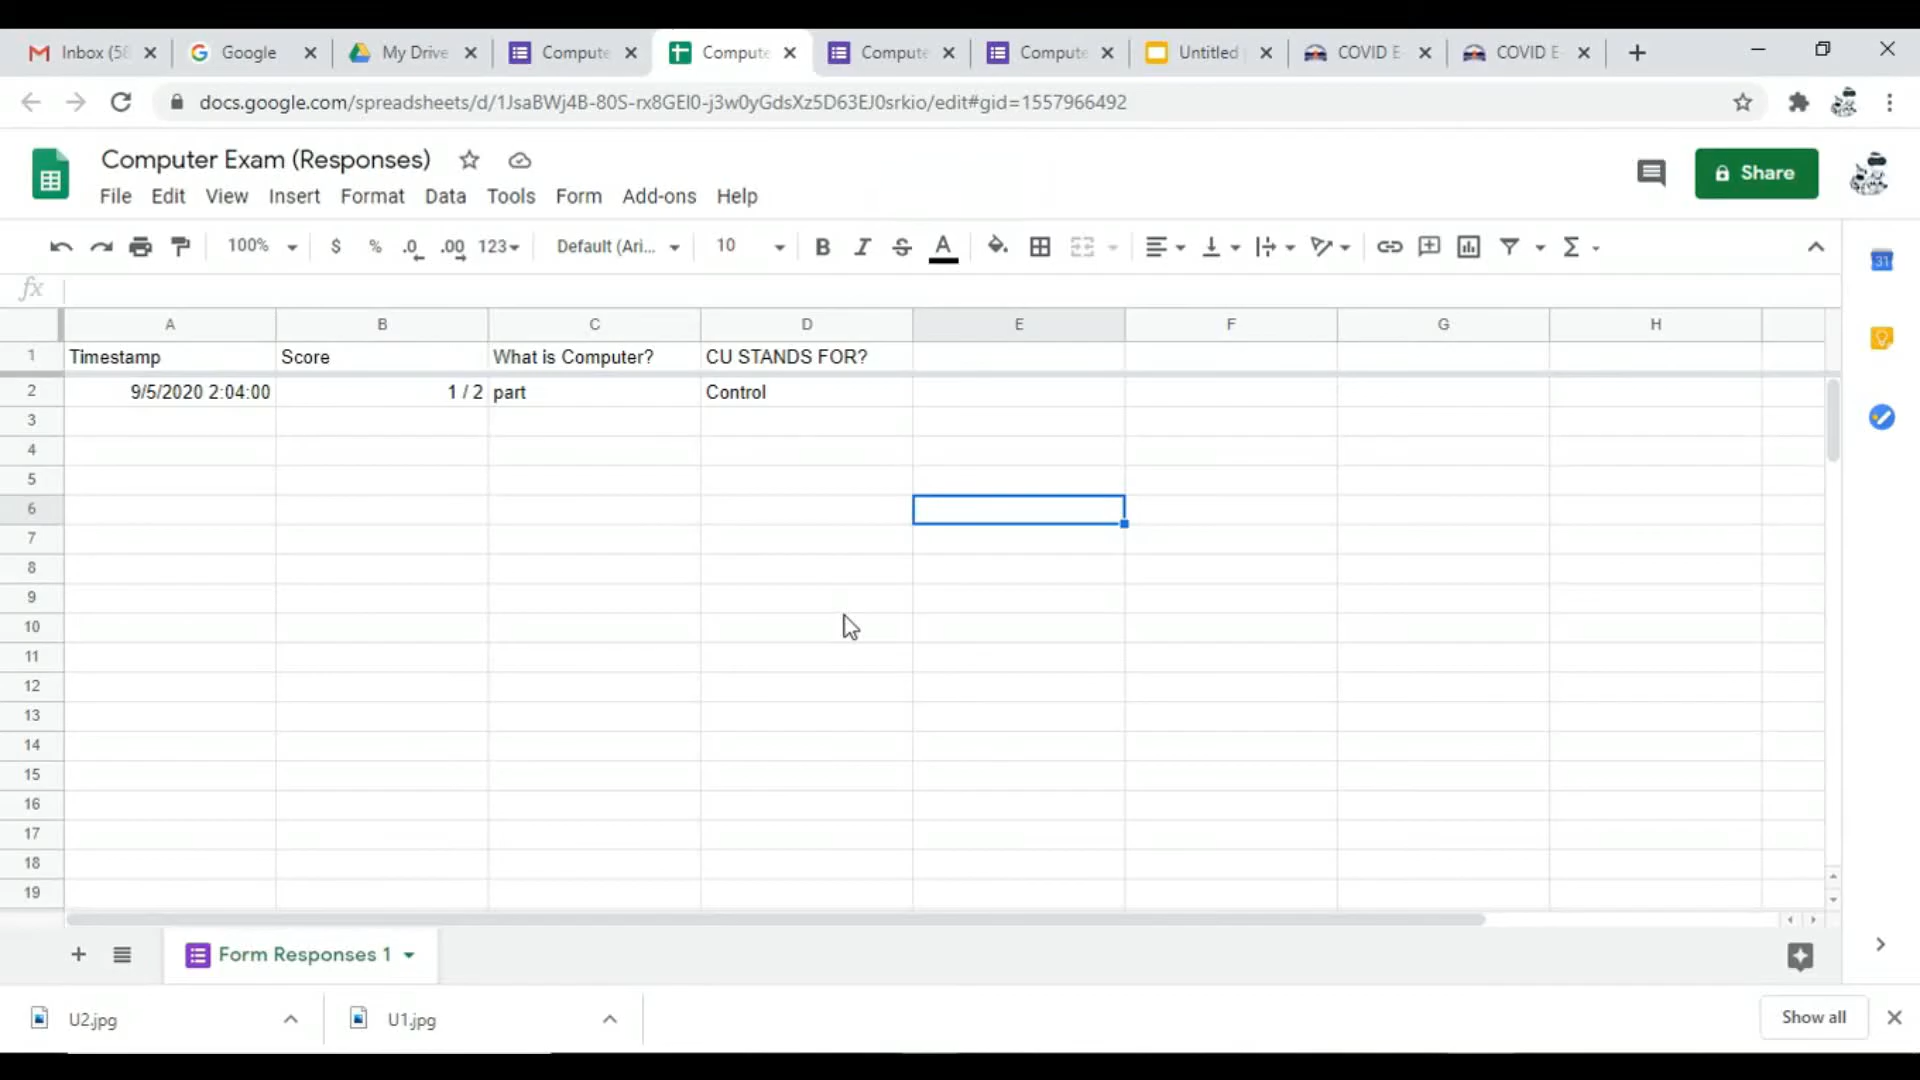 Inbox (58 Google My Drive Compute Compute Compute Compute Untitled COVID E COVID E
docs.google.com/spreadsheets/d/1JsaBWj4B-80S-rx8GEI0-j3w0yGdsXz5D63EJ0srkio/edit#gid=1557966492
Computer Exam (Responses)
Share
File Edit View Insert Format Data Tools Form Add-ons Help
100% $ % .0 .00 123 Default (Ari... 10 B I S A Σ
31
fx
A B C D E F G H
1 Timestamp Score What is Computer? CU STANDS FOR?
2 9/5/2020 2:04:00 1 / 2 part Control
3
4
5
6
7
8
9
10
11
12
13
14
15
16
17
18
19
Form Responses 1
U2.jpg U1.jpg Show all